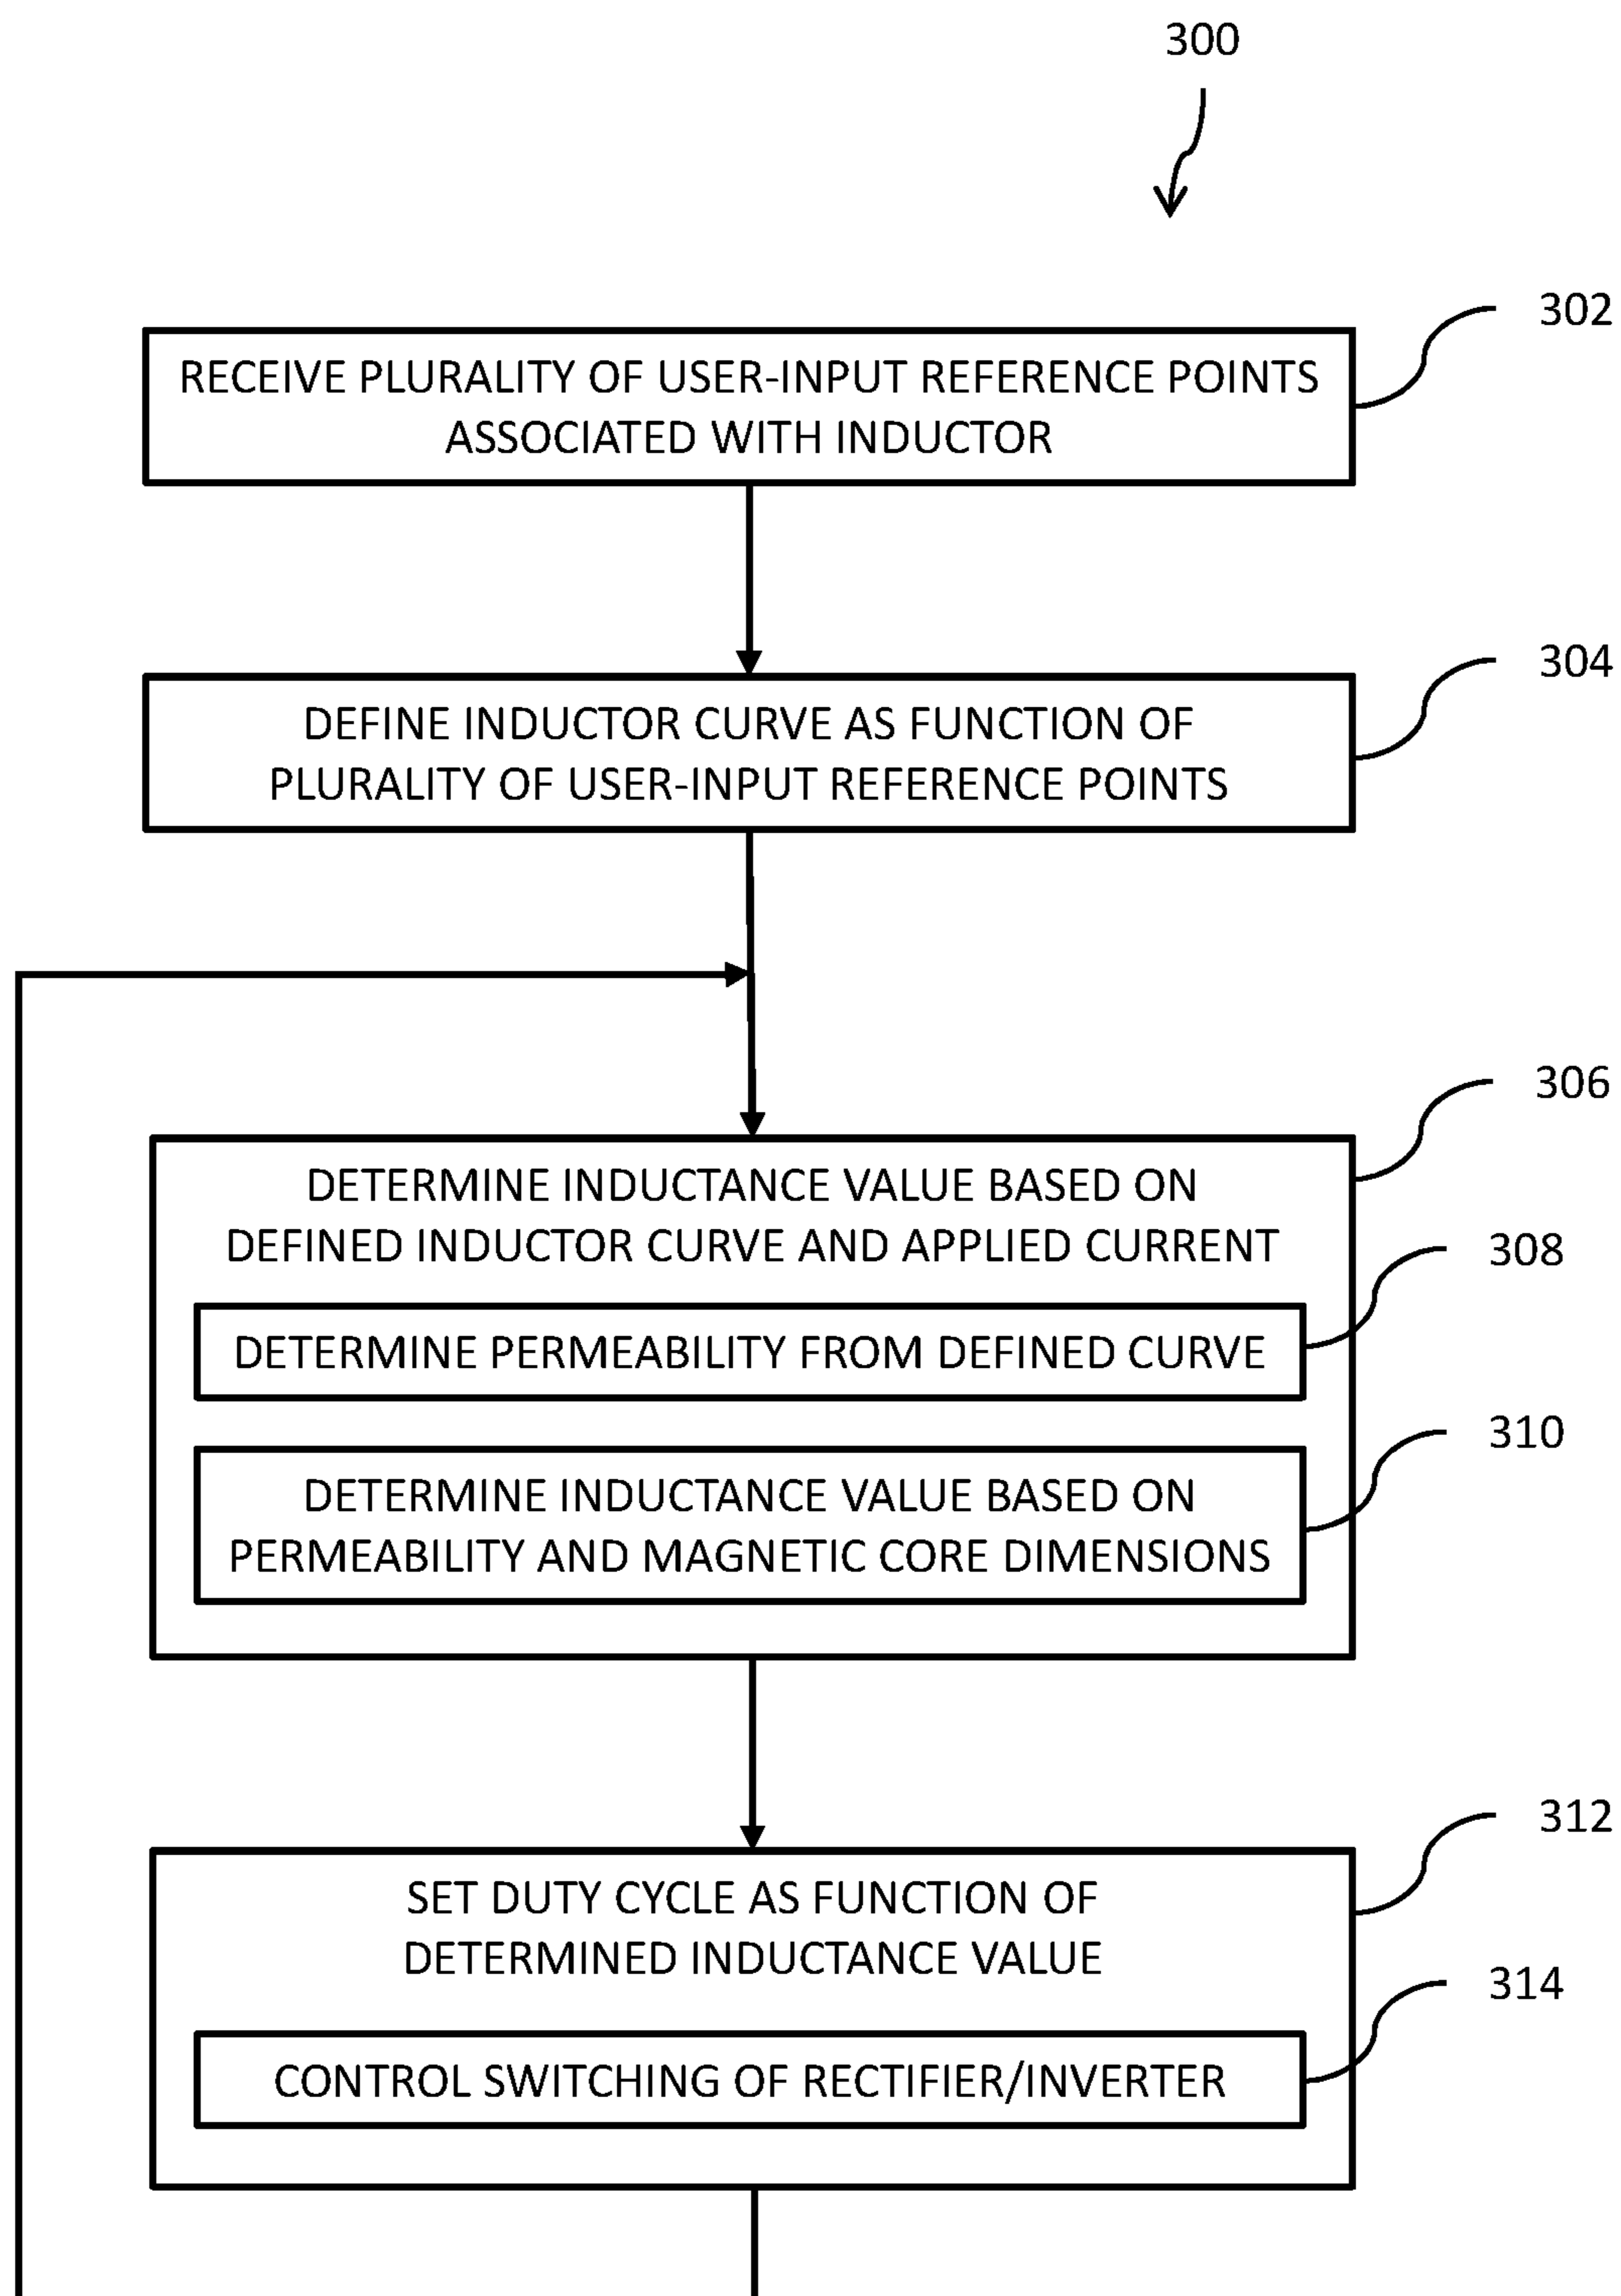 300
302
RECEIVE PLURALITY OF USER-INPUT REFERENCE POINTS
ASSOCIATED WITH INDUCTOR
304
DEFINE INDUCTOR CURVE AS FUNCTION OF
PLURALITY OF USER-INPUT REFERENCE POINTS
306
DETERMINE INDUCTANCE VALUE BASED ON
DEFINED INDUCTOR CURVE AND APPLIED CURRENT
308
DETERMINE PERMEABILITY FROM DEFINED CURVE
310
DETERMINE INDUCTANCE VALUE BASED ON
PERMEABILITY AND MAGNETIC CORE DIMENSIONS
312
SET DUTY CYCLE AS FUNCTION OF
DETERMINED INDUCTANCE VALUE
314
CONTROL SWITCHING OF RECTIFIER/INVERTER